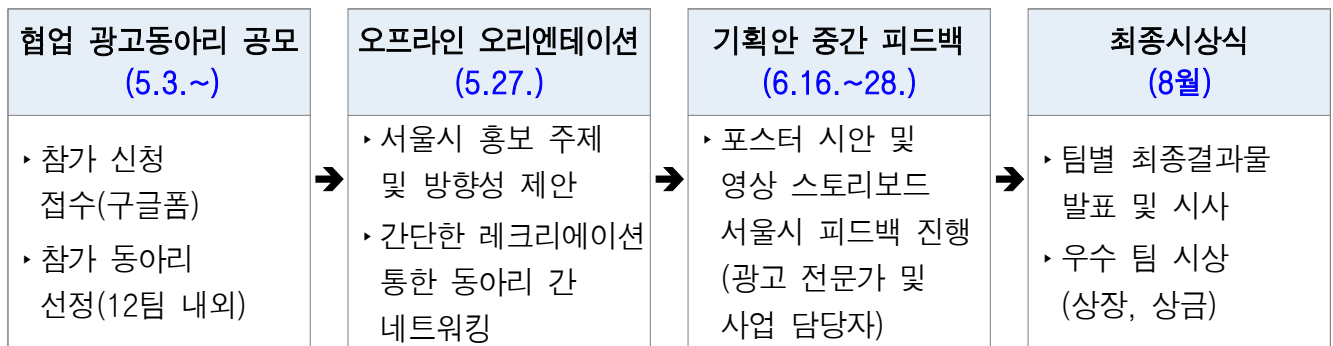 협업 광고동아리 공모
(5.3.~)
‣ 참가 신청
접수(구글폼)
‣ 참가 동아리
선정(12팀 내외)
➔
오프라인 오리엔테이션
(5.27.)
‣ 서울시 홍보 주제
및 방향성 제안
‣ 간단한 레크리에이션
통한 동아리 간
네트워킹
➔
기획안 중간 피드백
(6.16.~28.)
‣ 포스터 시안 및
영상 스토리보드
서울시 피드백 진행
(광고 전문가 및
사업 담당자)
➔
최종시상식
(8월)
‣ 팀별 최종결과물
발표 및 시사
‣ 우수 팀 시상
(상장, 상금)